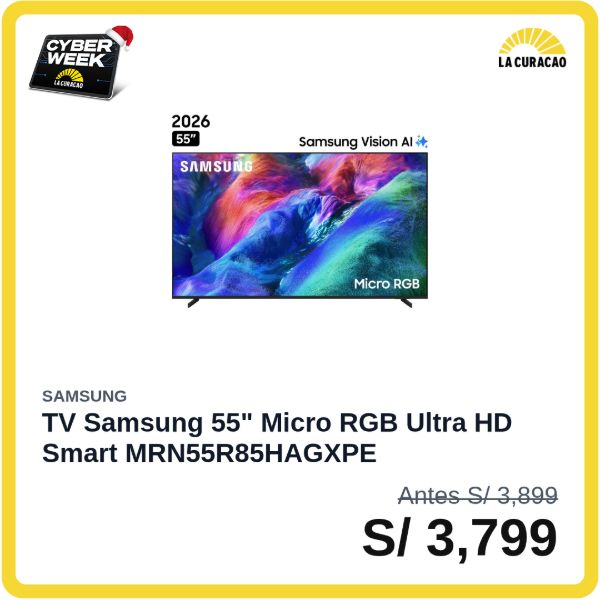 CYBER
WEEK
LA CURACAO
LA CURACAO
2026
55"
Samsung Vision AI
SAMSUNG
Micro RGB
SAMSUNG
TV Samsung 55" Micro RGB Ultra HD
Smart MRN55R85HAGXPE
Antes S/ 3,899
S/ 3,799